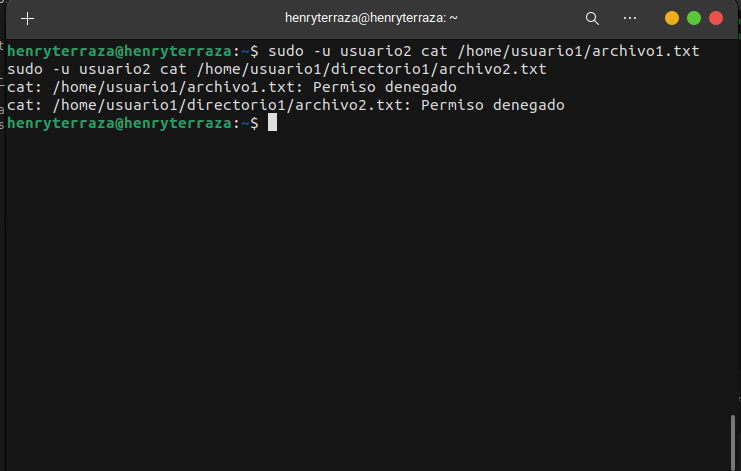 henryterraza@henryterraza: ~
henryterraza@henryterraza:~$ sudo -u usuario2 cat /home/usuario1/archivo1.txt
sudo -u usuario2 cat /home/usuario1/directorio1/archivo2.txt
cat: /home/usuario1/archivo1.txt: Permiso denegado
cat: /home/usuario1/directorio1/archivo2.txt: Permiso denegado
henryterraza@henryterraza:~$